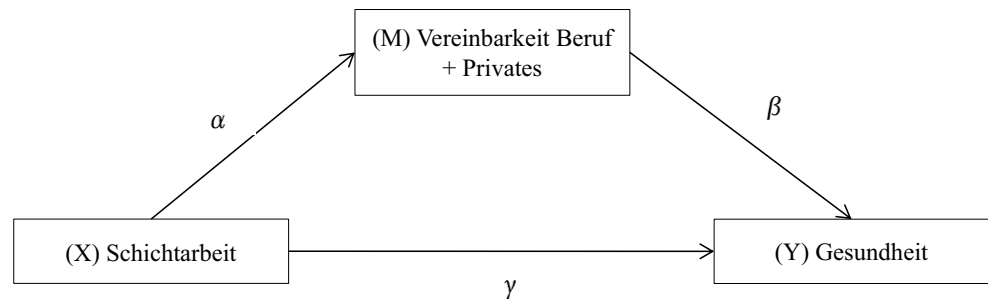 (M) Vereinbarkeit Beruf
+ Privates
α
β
(X) Schichtarbeit
(Y) Gesundheit
γ